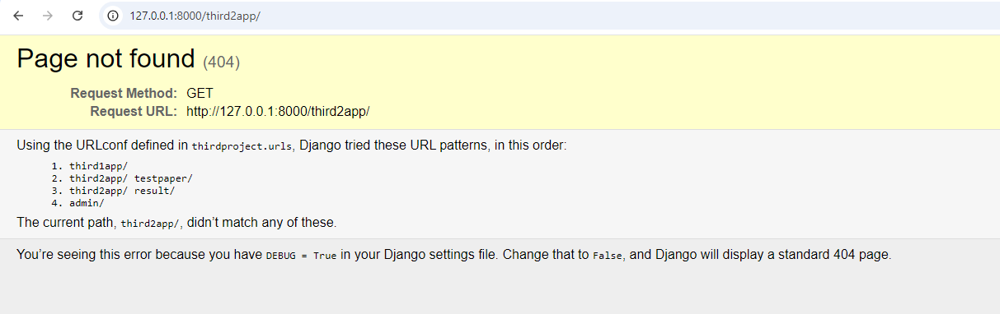 127.0.0.1:8000/third2app/
Page not found (404)
Request Method: GET
Request URL: http://127.0.0.1:8000/third2app/
Using the URLconf defined in thirdproject.urls, Django tried these URL patterns, in this order:
1. third1app/
2. third2app/ testpaper/
3. third2app/ result/
4. admin/
The current path, third2app/, didn’t match any of these.
You’re seeing this error because you have DEBUG = True in your Django settings file. Change that to False, and Django will display a standard 404 page.